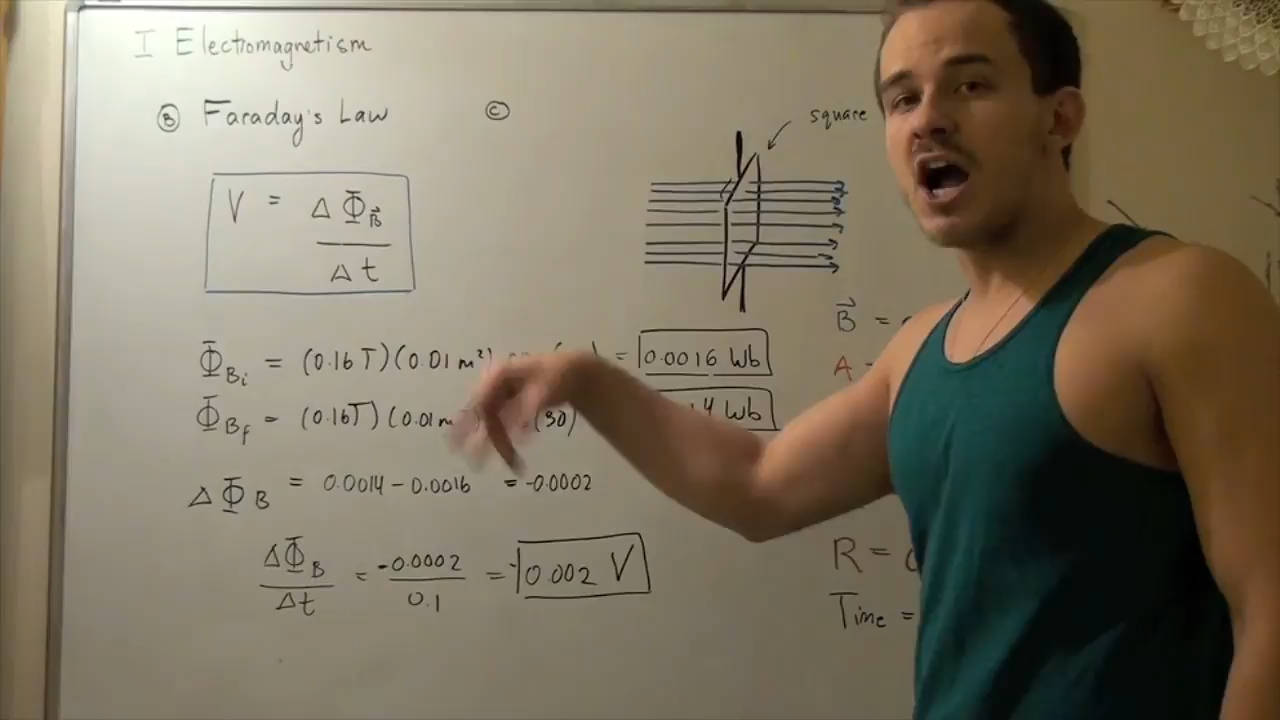 I Electromagnetism
Ⓑ Faraday's Law
Ⓒ
square
V = ΔΦB⃗ / Δt
ΦBi = (0.16T)(0.01m²) = 0.0016 Wb
ΦBf = (0.16T)(0.01m (30) 4 Wb
B⃗ =
A
ΔΦB = 0.0014 - 0.0016 = -0.0002
ΔΦB / Δt = -0.0002 / 0.1 = -0.002 V
R =
Time =